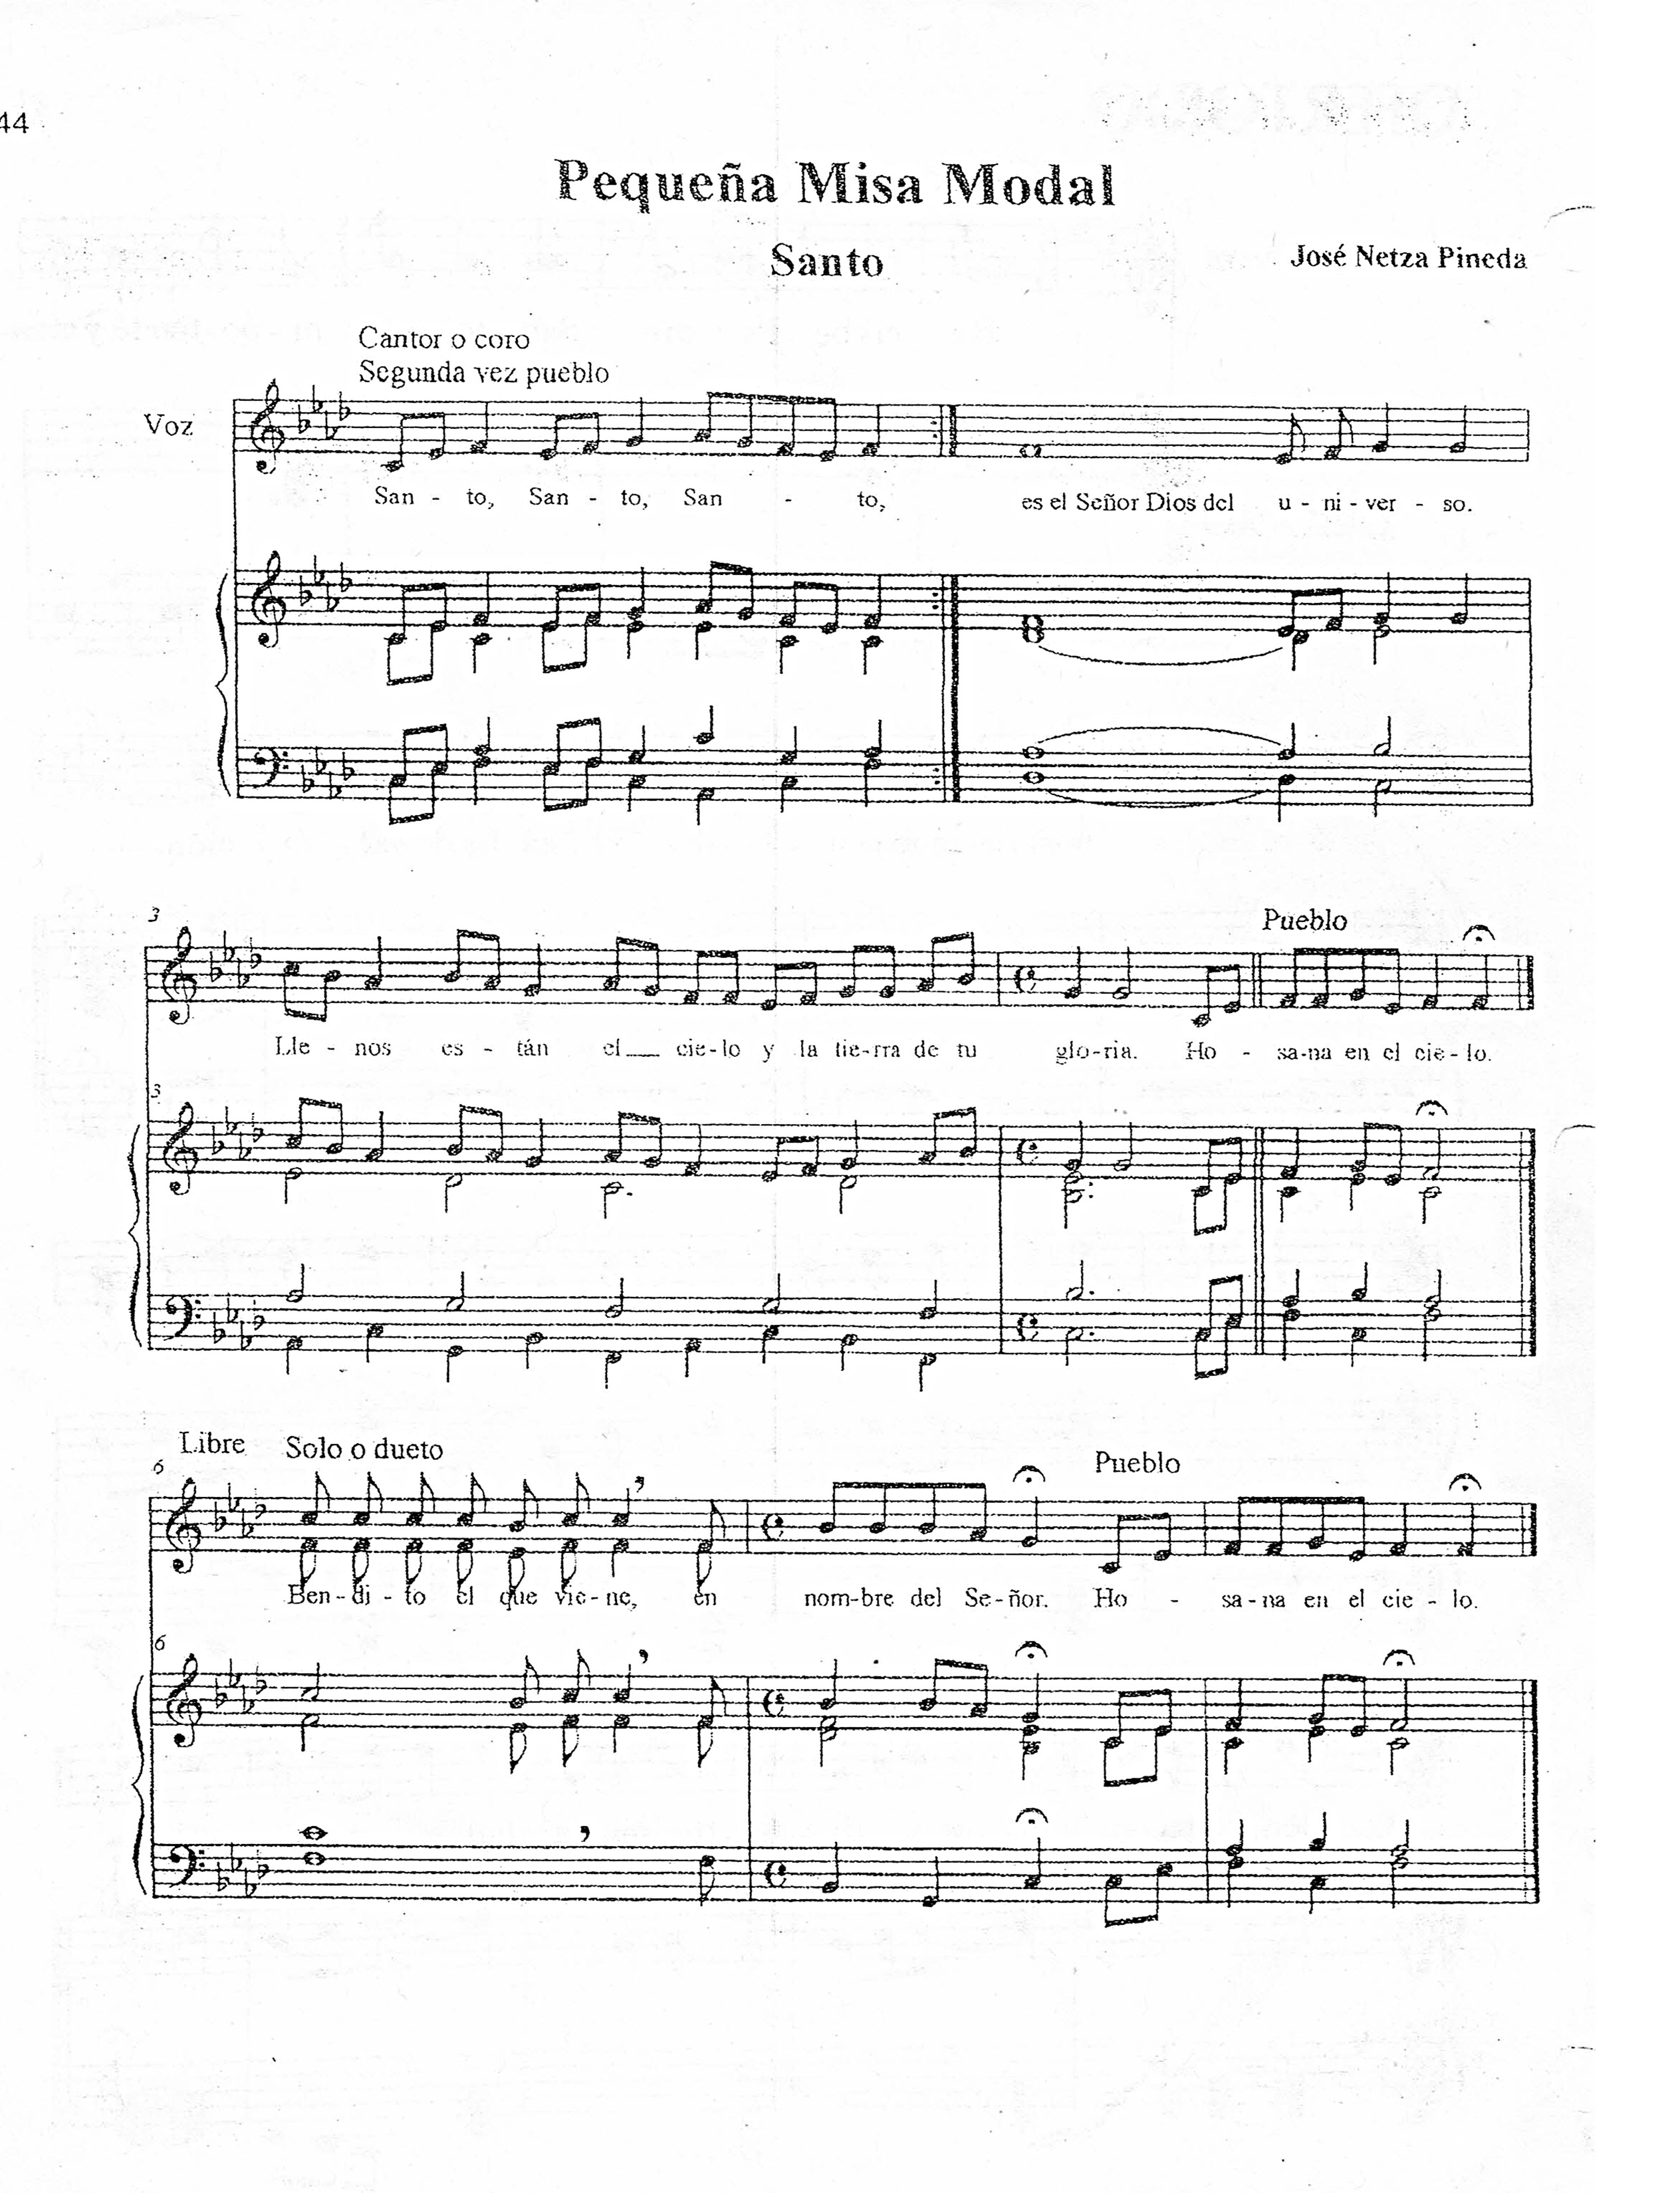 44
Pequeña Misa Modal
Santo
José Netza Pineda
Cantor o coro
Segunda vez pueblo
Voz
San - to, San - to, San - to, es el Señor Dios del u - ni - ver - so.
3
Pueblo
Lle - nos es - tán el__ cie-lo y la tie-rra de tu glo-ria. Ho - sa-na en el cie-lo.
3
Libre Solo o dueto
6
Pueblo
Ben-di-to el que vie-ne, en nom-bre del Se-ñor. Ho - sa-na en el cie-lo.
6